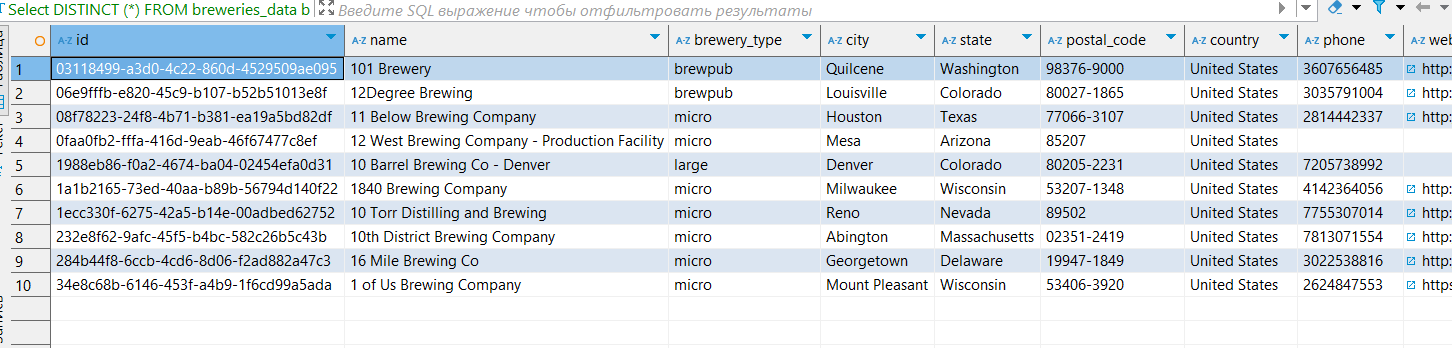 Select DISTINCT (*) FROM breweries_data b Введите SQL выражение чтобы отфильтровать результаты
A-Z id A-Z name A-Z brewery_type A-Z city A-Z state A-Z postal_code A-Z country A-Z phone A-Z web
1 03118499-a3d0-4c22-860d-4529509ae095 101 Brewery brewpub Quilcene Washington 98376-9000 United States 3607656485 http:
2 06e9fffb-e820-45c9-b107-b52b51013e8f 12Degree Brewing brewpub Louisville Colorado 80027-1865 United States 3035791004 http:
3 08f78223-24f8-4b71-b381-ea19a5bd82df 11 Below Brewing Company micro Houston Texas 77066-3107 United States 2814442337 http:
4 0faa0fb2-fffa-416d-9eab-46f67477c8ef 12 West Brewing Company - Production Facility micro Mesa Arizona 85207 United States
5 1988eb86-f0a2-4674-ba04-02454efa0d31 10 Barrel Brewing Co - Denver large Denver Colorado 80205-2231 United States 7205738992
6 1a1b2165-73ed-40aa-b89b-56794d140f22 1840 Brewing Company micro Milwaukee Wisconsin 53207-1348 United States 4142364056 http:
7 1ecc330f-6275-42a5-b14e-00adbed62752 10 Torr Distilling and Brewing micro Reno Nevada 89502 United States 7755307014 http:
8 232e8f62-9afc-45f5-b4bc-582c26b5c43b 10th District Brewing Company micro Abington Massachusetts 02351-2419 United States 7813071554 http:
9 284b44f8-6ccb-4cd6-8d06-f2ad882a47c3 16 Mile Brewing Co micro Georgetown Delaware 19947-1849 United States 3022538816 http:
10 34e8c68b-6146-453f-a4b9-1f6cd99a5ada 1 of Us Brewing Company micro Mount Pleasant Wisconsin 53406-3920 United States 2624847553 https